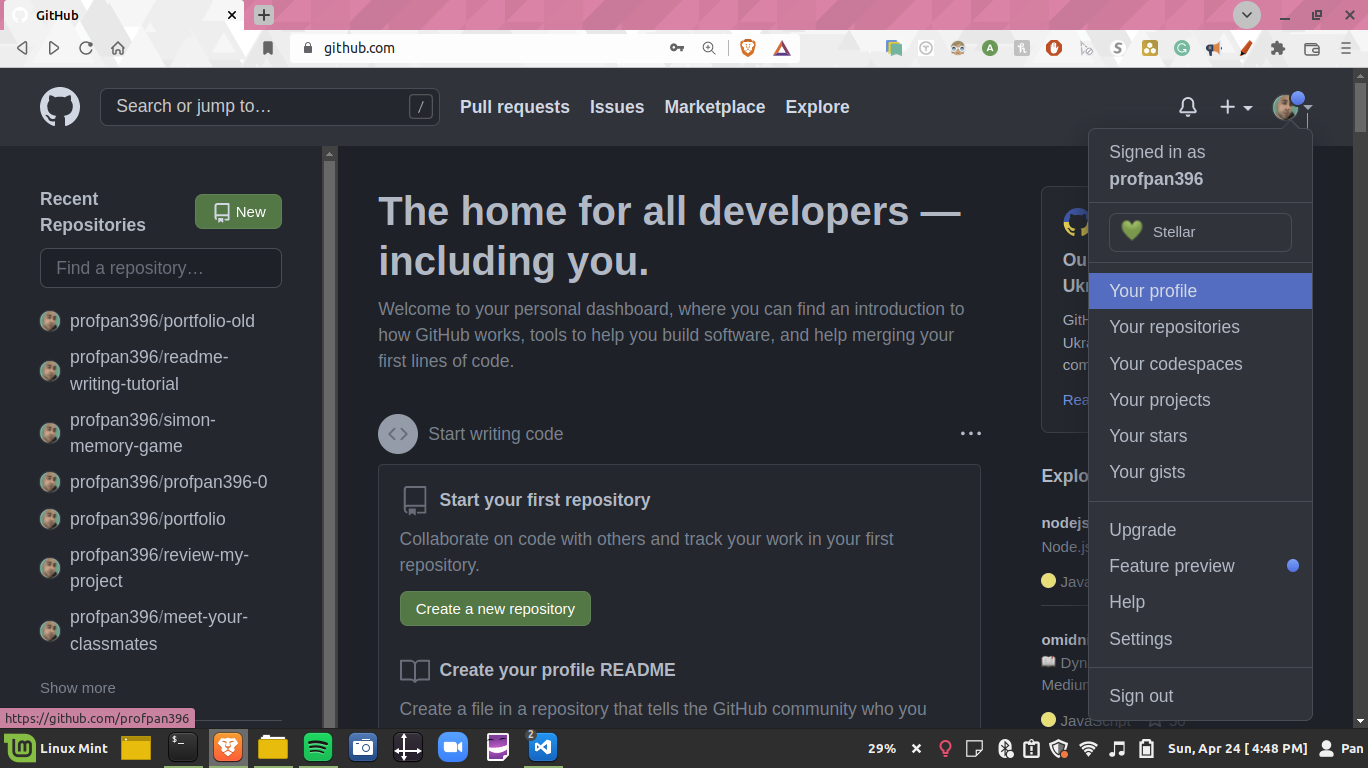 GitHub
github.com
Search or jump to…
/
Pull requests
Issues
Marketplace
Explore
Recent
Repositories
New
Find a repository…
profpan396/portfolio-old
profpan396/readme-
writing-tutorial
profpan396/simon-
memory-game
profpan396/profpan396-0
profpan396/portfolio
profpan396/review-my-
project
profpan396/meet-your-
classmates
Show more
https://github.com/profpan396
The home for all developers —
including you.
Welcome to your personal dashboard, where you can find an introduction to
how GitHub works, tools to help you build software, and help merging your
first lines of code.
Start writing code
Start your first repository
Collaborate on code with others and track your work in your first
repository.
Create a new repository
Create your profile README
Create a file in a repository that tells the GitHub community who you
Ou
Ukr
GitH
Ukra
com
Rea
Explo
nodejs
Node.js
Java
omidni
Dyn
Medium
JavaScript
Signed in as
profpan396
Stellar
Your profile
Your repositories
Your codespaces
Your projects
Your stars
Your gists
Upgrade
Feature preview
Help
Settings
Sign out
Linux Mint
2
29%
Sun, Apr 24 [ 4:48 PM]
Pan